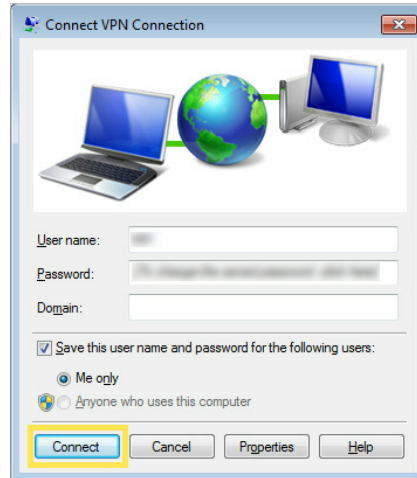 Connect VPN Connection
User name:
Password:
Domain:
Save this user name and password for the following users:
Me only
Anyone who uses this computer
Connect Cancel Properties Help